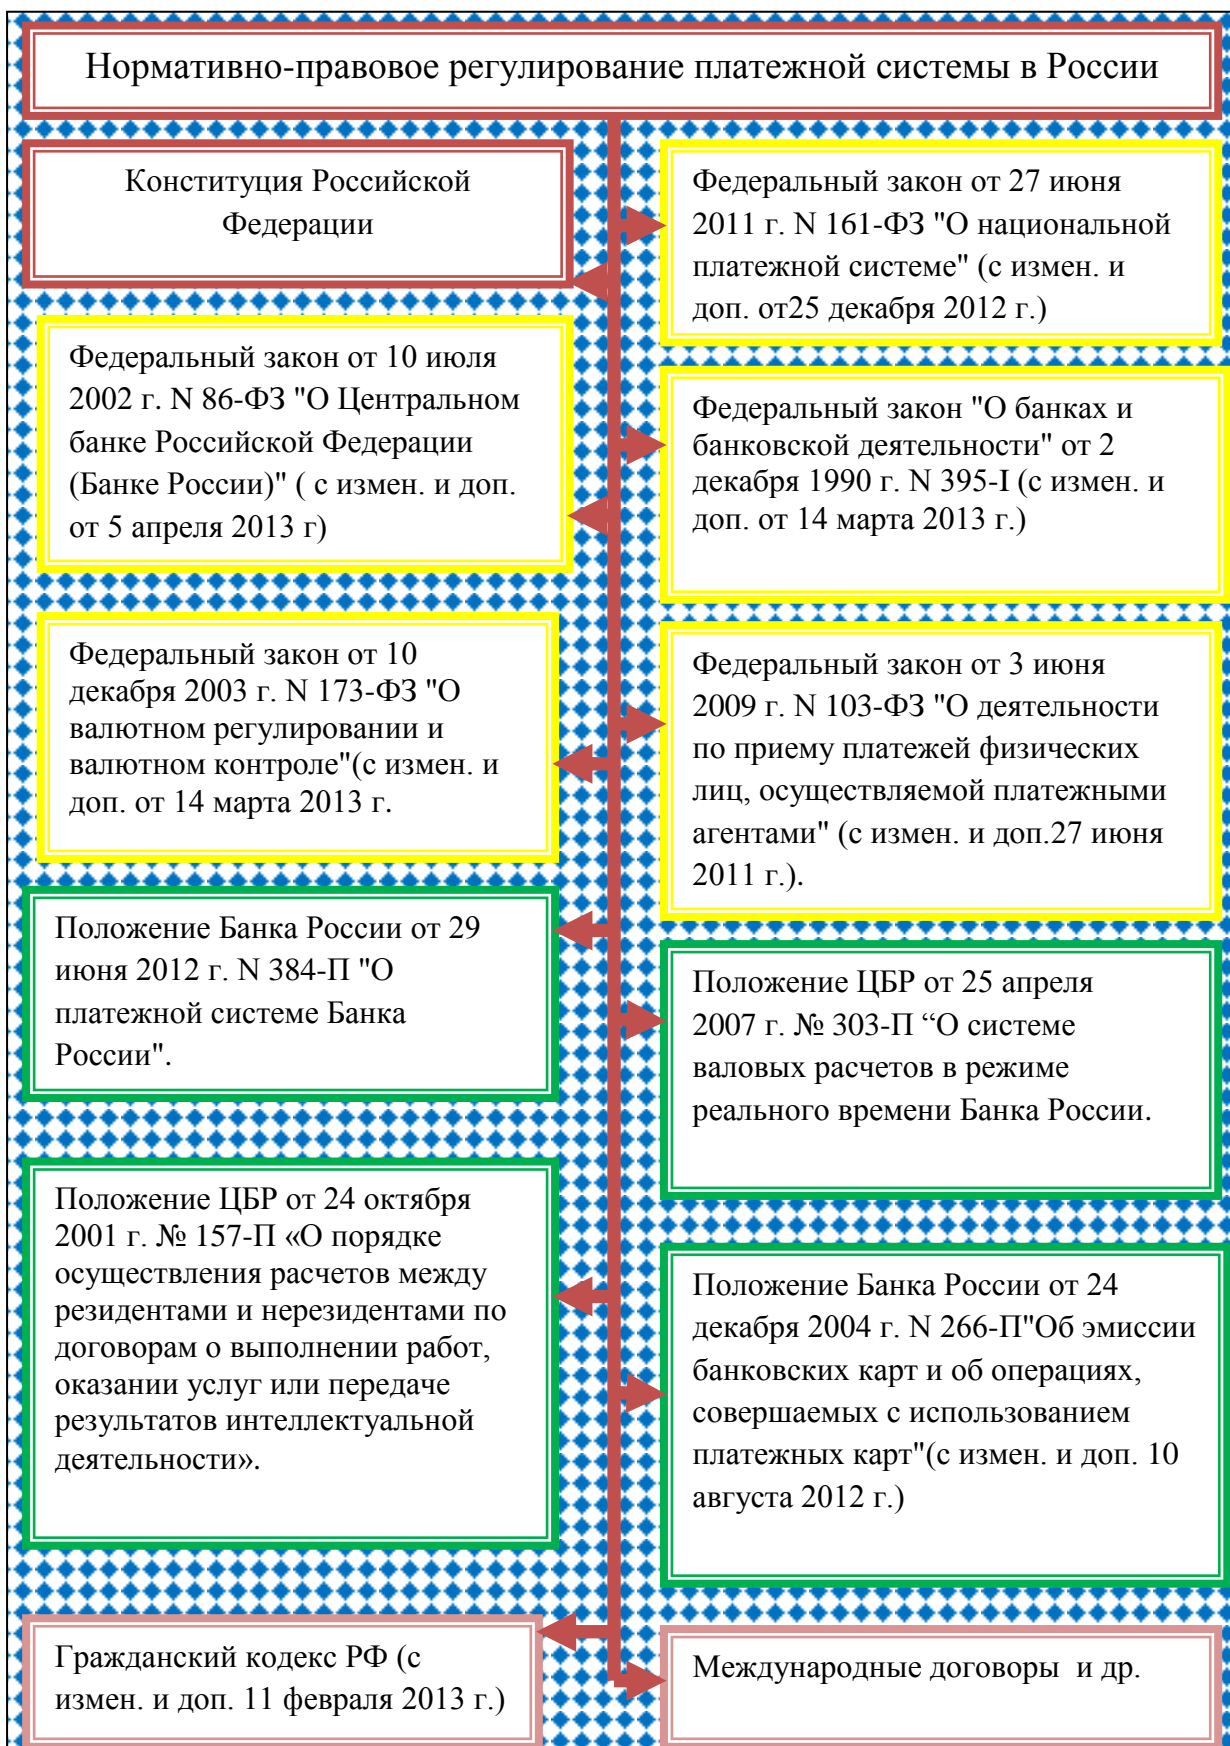 Нормативно-правовое регулирование платежной системы в России
Конституция Российской
Федерации
Федеральный закон от 27 июня
2011 г. N 161-ФЗ "О национальной
платежной системе" (с измен. и
доп. от25 декабря 2012 г.)
Федеральный закон от 10 июля
2002 г. N 86-ФЗ "О Центральном
банке Российской Федерации
(Банке России)" ( с измен. и доп.
от 5 апреля 2013 г)
Федеральный закон "О банках и
банковской деятельности" от 2
декабря 1990 г. N 395-I (с измен. и
доп. от 14 марта 2013 г.)
Федеральный закон от 10
декабря 2003 г. N 173-ФЗ "О
валютном регулировании и
валютном контроле"(с измен. и
доп. от 14 марта 2013 г.
Федеральный закон от 3 июня
2009 г. N 103-ФЗ "О деятельности
по приему платежей физических
лиц, осуществляемой платежными
агентами" (с измен. и доп.27 июня
2011 г.).
Положение Банка России от 29
июня 2012 г. N 384-П "О
платежной системе Банка
России".
Положение ЦБР от 25 апреля
2007 г. № 303-П “О системе
валовых расчетов в режиме
реального времени Банка России.
Положение ЦБР от 24 октября
2001 г. № 157-П «О порядке
осуществления расчетов между
резидентами и нерезидентами по
договорам о выполнении работ,
оказании услуг или передаче
результатов интеллектуальной
деятельности».
Положение Банка России от 24
декабря 2004 г. N 266-П"Об эмиссии
банковских карт и об операциях,
совершаемых с использованием
платежных карт"(с измен. и доп. 10
августа 2012 г.)
Гражданский кодекс РФ (с
измен. и доп. 11 февраля 2013 г.)
Международные договоры  и др.